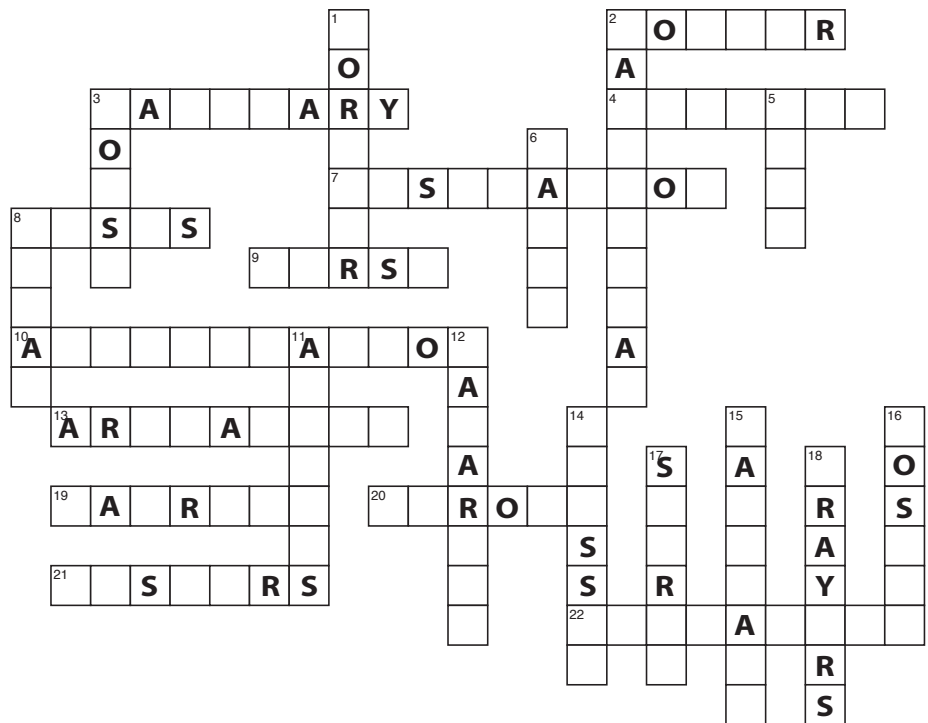 1 2 O R
O A
3 A A R Y 4 5
O 6
7 S A O
8 S S
9 R S
10 A 11 A O 12 A
A
13 A R A 14 15 16
A 17 S A 18 O
19 A R 20 R O R S
S A
21 S R S S R Y
22 A
R
S